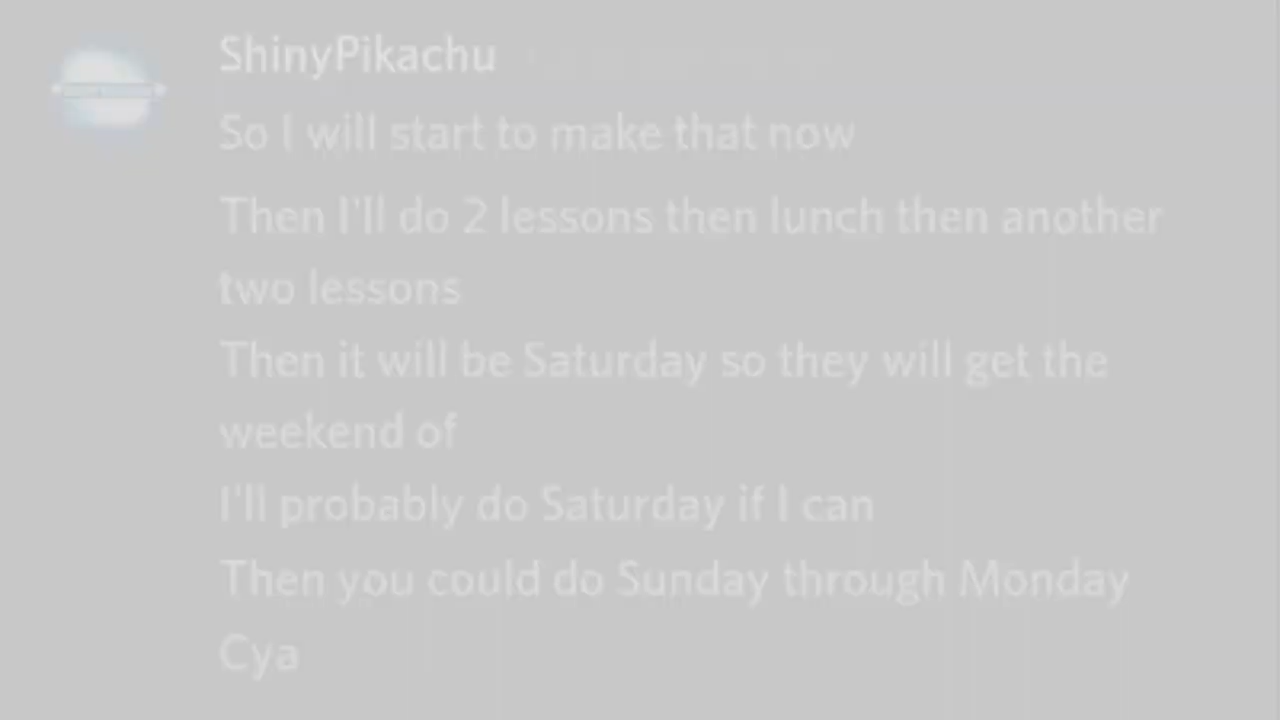 ShinyPikachu
So I will start to make that now
Then I'll do 2 lessons then lunch then another
two lessons
Then it will be Saturday so they will get the
weekend of
I'll probably do Saturday if I can
Then you could do Sunday through Monday
Cya